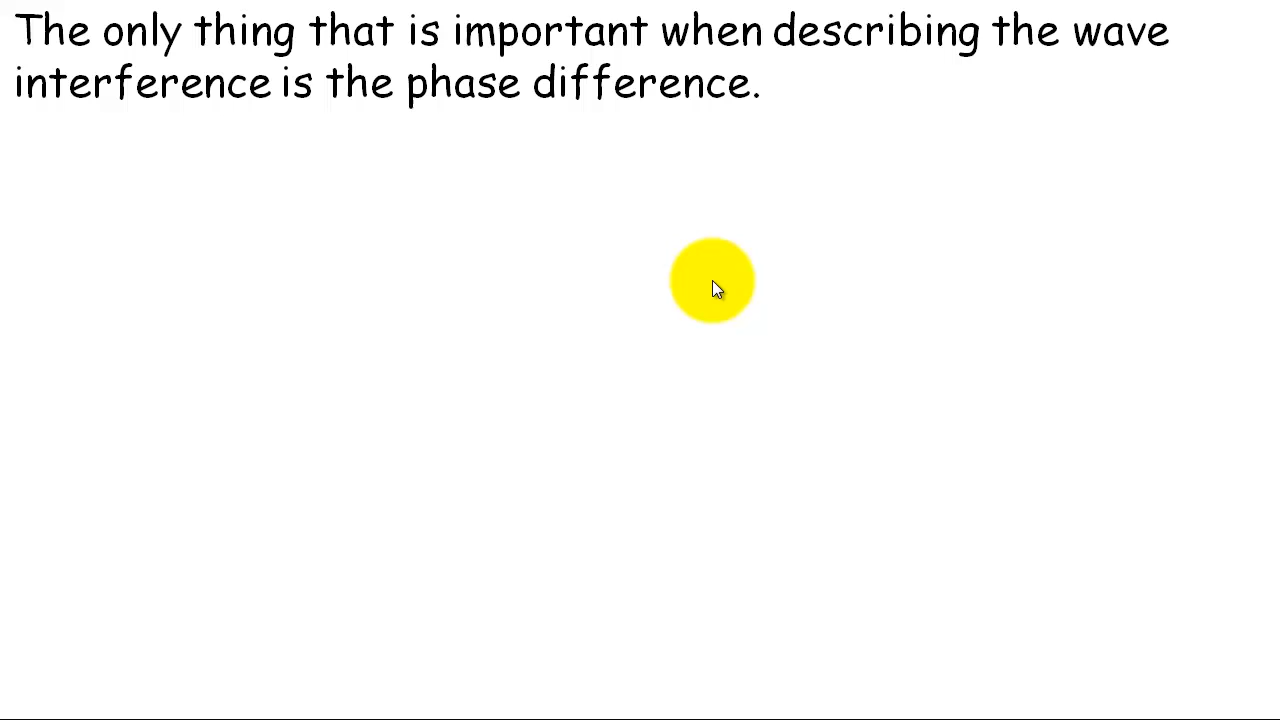 The only thing that is important when describing the wave
interference is the phase difference.